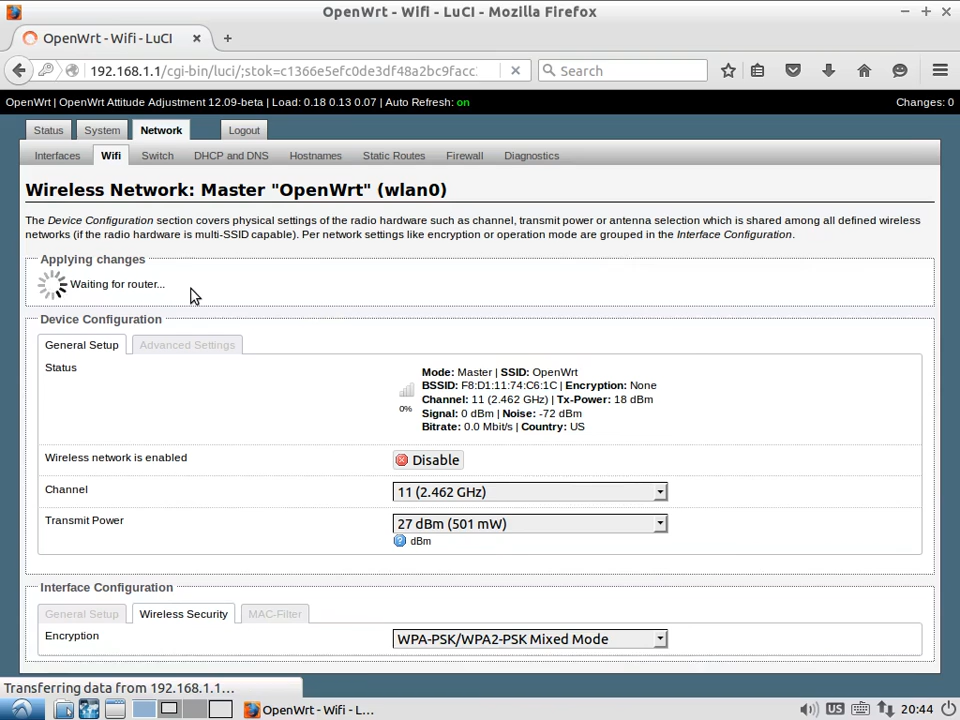 OpenWrt - Wifi - LuCI - Mozilla Firefox
OpenWrt - Wifi - LuCI
192.168.1.1/cgi-bin/luci/;stok=c1366e5efc0de3df48a2bc9facc
Search
OpenWrt | OpenWrt Attitude Adjustment 12.09-beta | Load: 0.18 0.13 0.07 | Auto Refresh: on
Changes: 0
Status System Network Logout
Interfaces Wifi Switch DHCP and DNS Hostnames Static Routes Firewall Diagnostics
Wireless Network: Master "OpenWrt" (wlan0)
The Device Configuration section covers physical settings of the radio hardware such as channel, transmit power or antenna selection which is shared among all defined wireless
networks (if the radio hardware is multi-SSID capable). Per network settings like encryption or operation mode are grouped in the Interface Configuration.
Applying changes
Waiting for router...
Device Configuration
General Setup Advanced Settings
Status
0%
Mode: Master | SSID: OpenWrt
BSSID: F8:D1:11:74:C6:1C | Encryption: None
Channel: 11 (2.462 GHz) | Tx-Power: 18 dBm
Signal: 0 dBm | Noise: -72 dBm
Bitrate: 0.0 Mbit/s | Country: US
Wireless network is enabled
Disable
Channel
11 (2.462 GHz)
Transmit Power
27 dBm (501 mW)
dBm
Interface Configuration
General Setup Wireless Security MAC-Filter
Encryption
WPA-PSK/WPA2-PSK Mixed Mode
Transferring data from 192.168.1.1...
OpenWrt - Wifi - L...
US
20:44